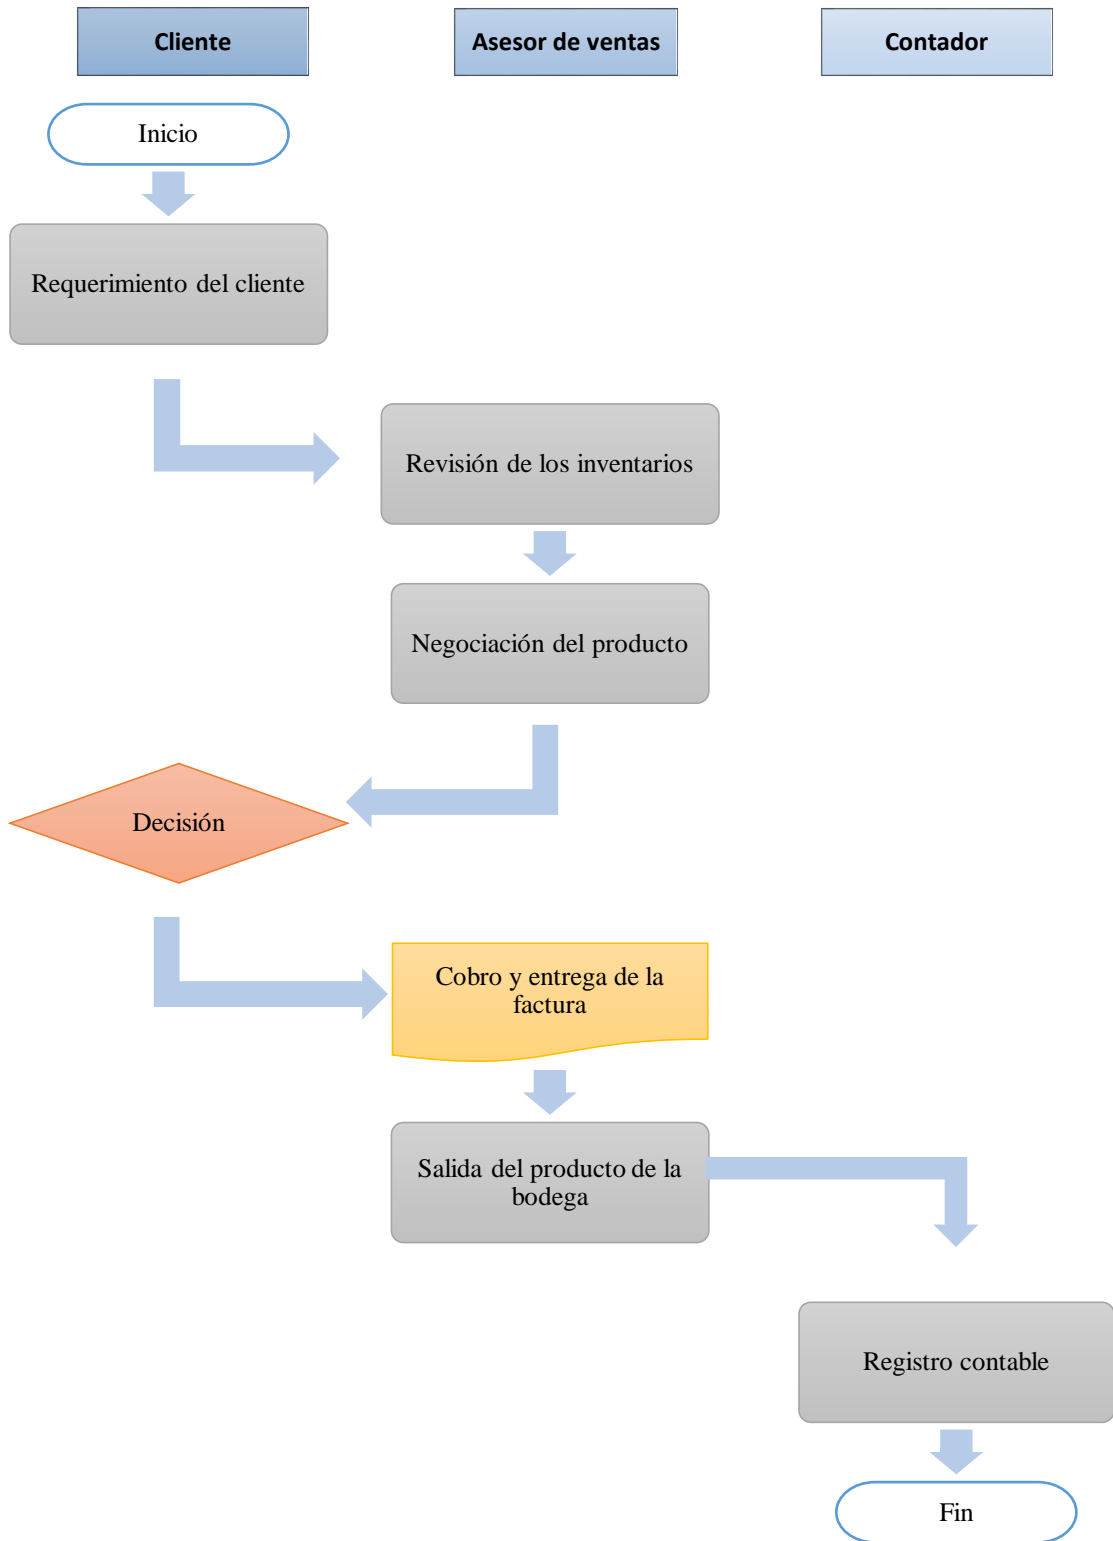 Cliente
Asesor de ventas
Contador
Inicio
Requerimiento del cliente
Revisión de los inventarios
Negociación del producto
Decisión
Cobro y entrega de la
factura
Salida del producto de la
bodega
Registro contable
Fin